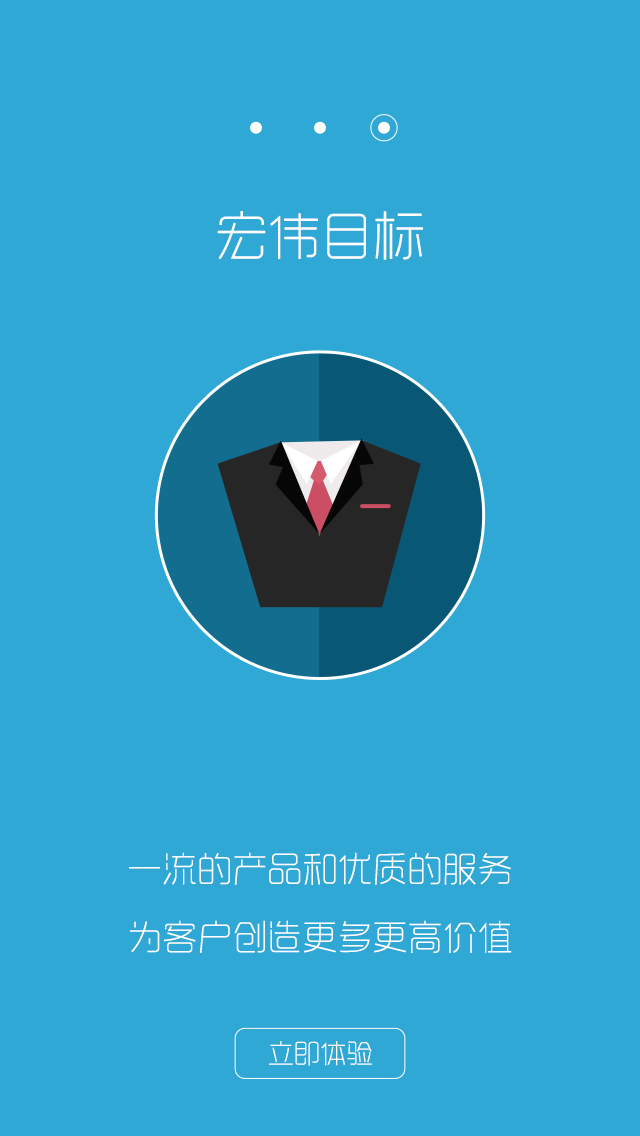 宏伟目标
一流的产品和优质的服务
为客户创造更多更高价值
立即体验